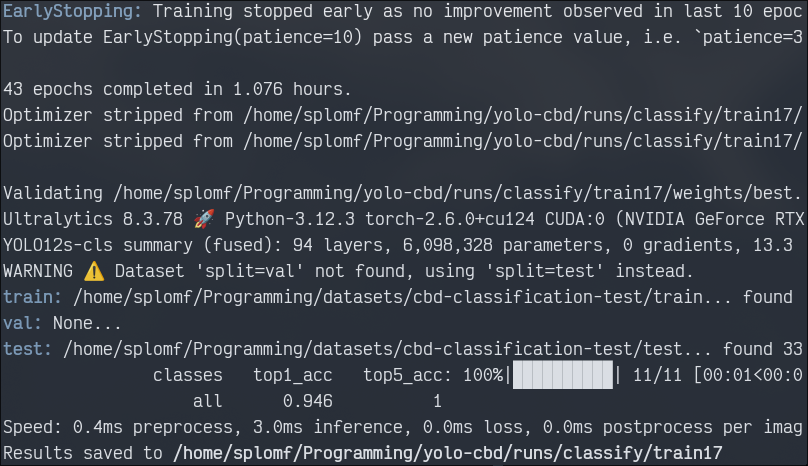 EarlyStopping: Training stopped early as no improvement observed in last 10 epoc
To update EarlyStopping(patience=10) pass a new patience value, i.e. `patience=3
43 epochs completed in 1.076 hours.
Optimizer stripped from /home/splomf/Programming/yolo-cbd/runs/classify/train17/
Optimizer stripped from /home/splomf/Programming/yolo-cbd/runs/classify/train17/
Validating /home/splomf/Programming/yolo-cbd/runs/classify/train17/weights/best.
Ultralytics 8.3.78 🚀 Python-3.12.3 torch-2.6.0+cu124 CUDA:0 (NVIDIA GeForce RTX
YOLO12s-cls summary (fused): 94 layers, 6,098,328 parameters, 0 gradients, 13.3
WARNING ⚠️ Dataset 'split=val' not found, using 'split=test' instead.
train: /home/splomf/Programming/datasets/cbd-classification-test/train... found
val: None...
test: /home/splomf/Programming/datasets/cbd-classification-test/test... found 33
classes top1_acc top5_acc: 100%|██████████| 11/11 [00:01<00:0
all 0.946 1
Speed: 0.4ms preprocess, 3.0ms inference, 0.0ms loss, 0.0ms postprocess per imag
Results saved to /home/splomf/Programming/yolo-cbd/runs/classify/train17